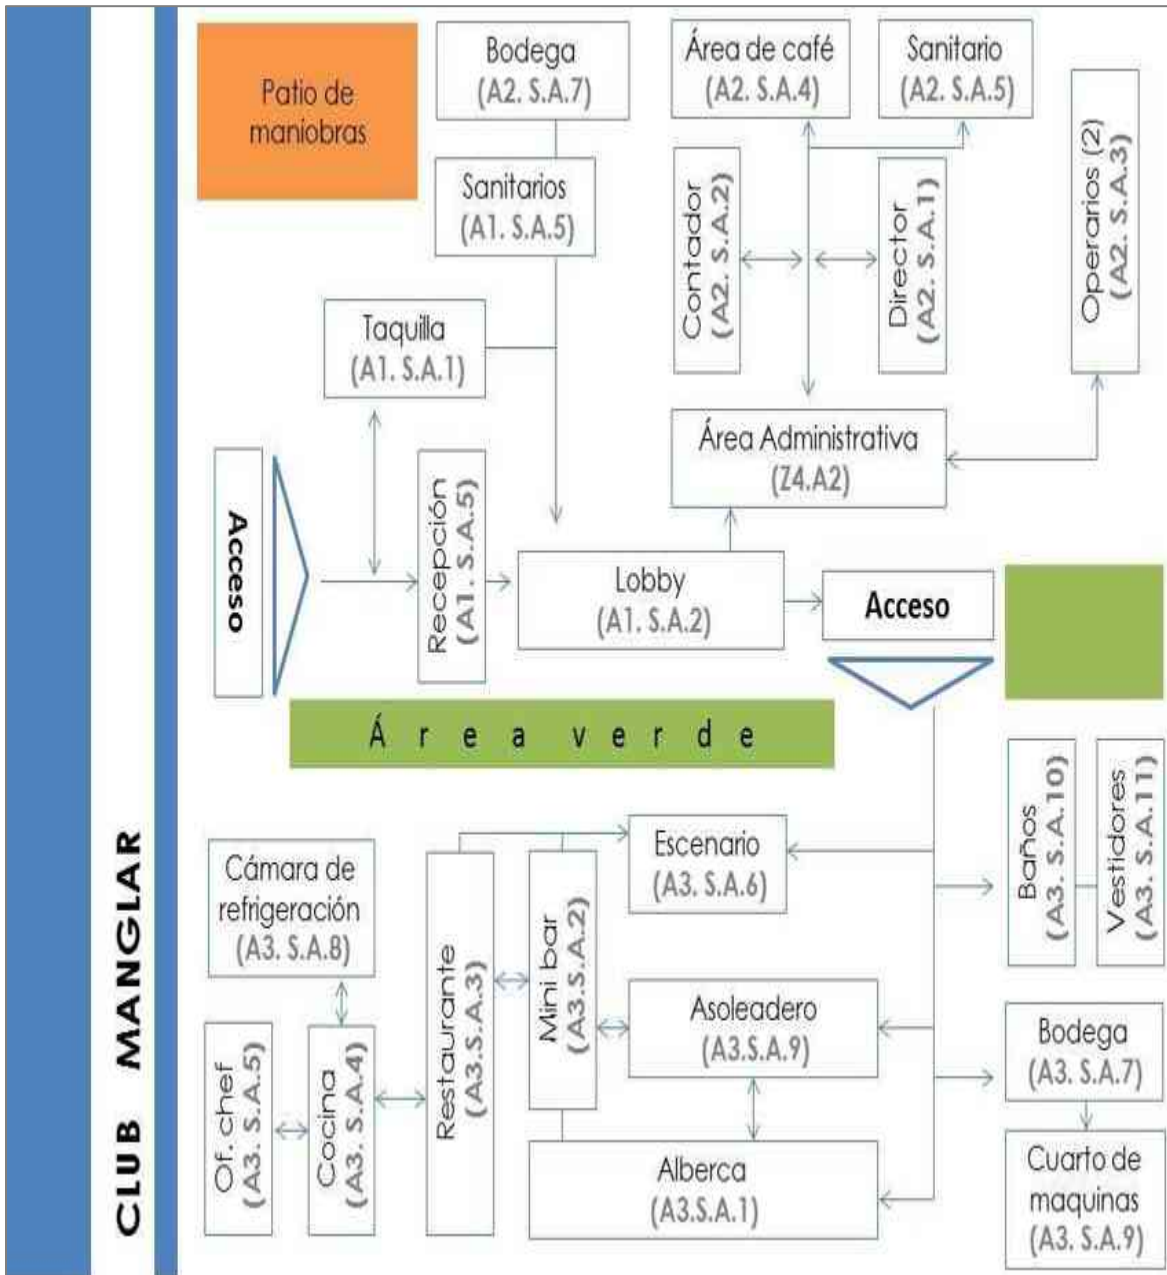 Patio de
maniobras
Bodega
(A2. S.A.7)
Área de café
(A2. S.A.4)
Sanitario
(A2. S.A.5)
Operarios (2)
(A2. S.A.3)
Sanitarios
(A1. S.A.5)
Contador
(A2. S.A.2)
Director
(A2. S.A.1)
Taquilla
(A1. S.A.1)
Área Administrativa
(Z4.A2)
Acceso
Recepción
(A1. S.A.5)
Lobby
(A1. S.A.2)
Acceso
Área verde
CLUB MANGLAR
Cámara de
refrigeración
(A3. S.A.8)
Restaurante
(A3.S.A.3)
Mini bar
(A3.S.A.2)
Escenario
(A3. S.A.6)
Baños
(A3. S.A.10)
Vestidores
(A3. S.A.11)
Of. chef
(A3. S.A.5)
Cocina
(A3. S.A.4)
Asoleadero
(A3.S.A.9)
Bodega
(A3. S.A.7)
Alberca
(A3.S.A.1)
Cuarto de
maquinas
(A3. S.A.9)